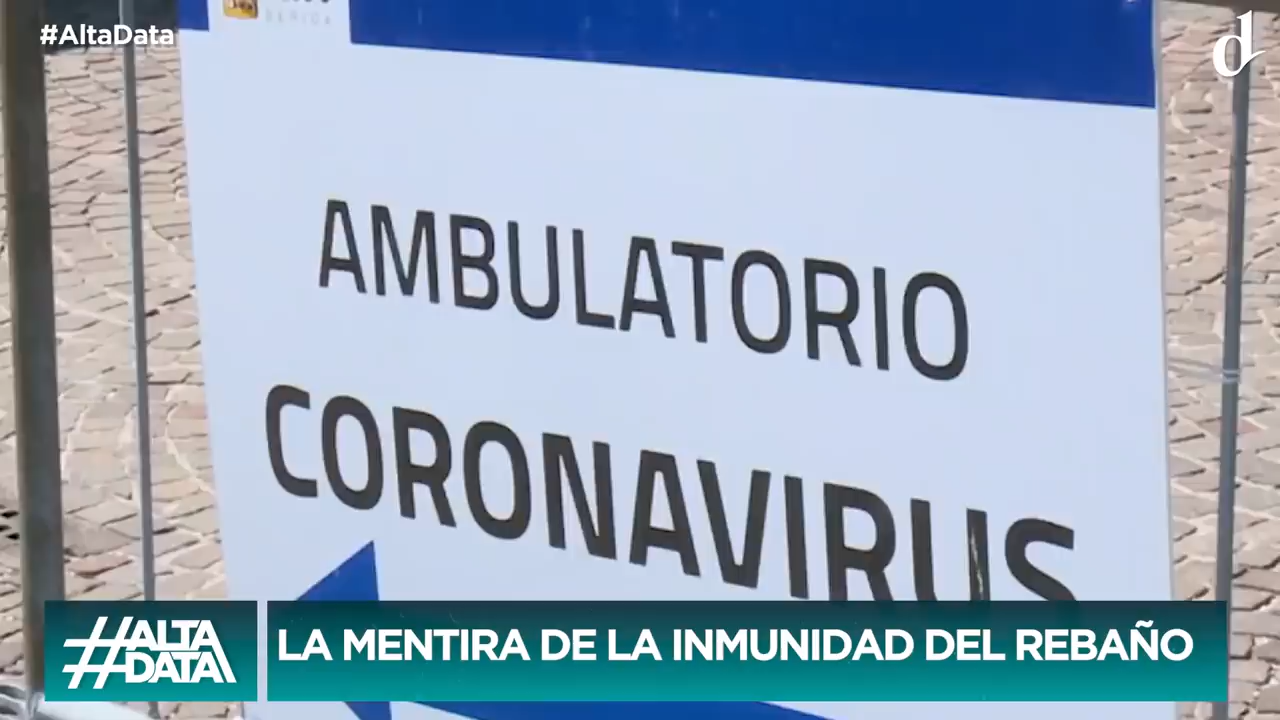 #AltaData
d
AMBULATORIO
CORONAVIRUS
#ALTA
DATA
LA MENTIRA DE LA INMUNIDAD DEL REBAÑO